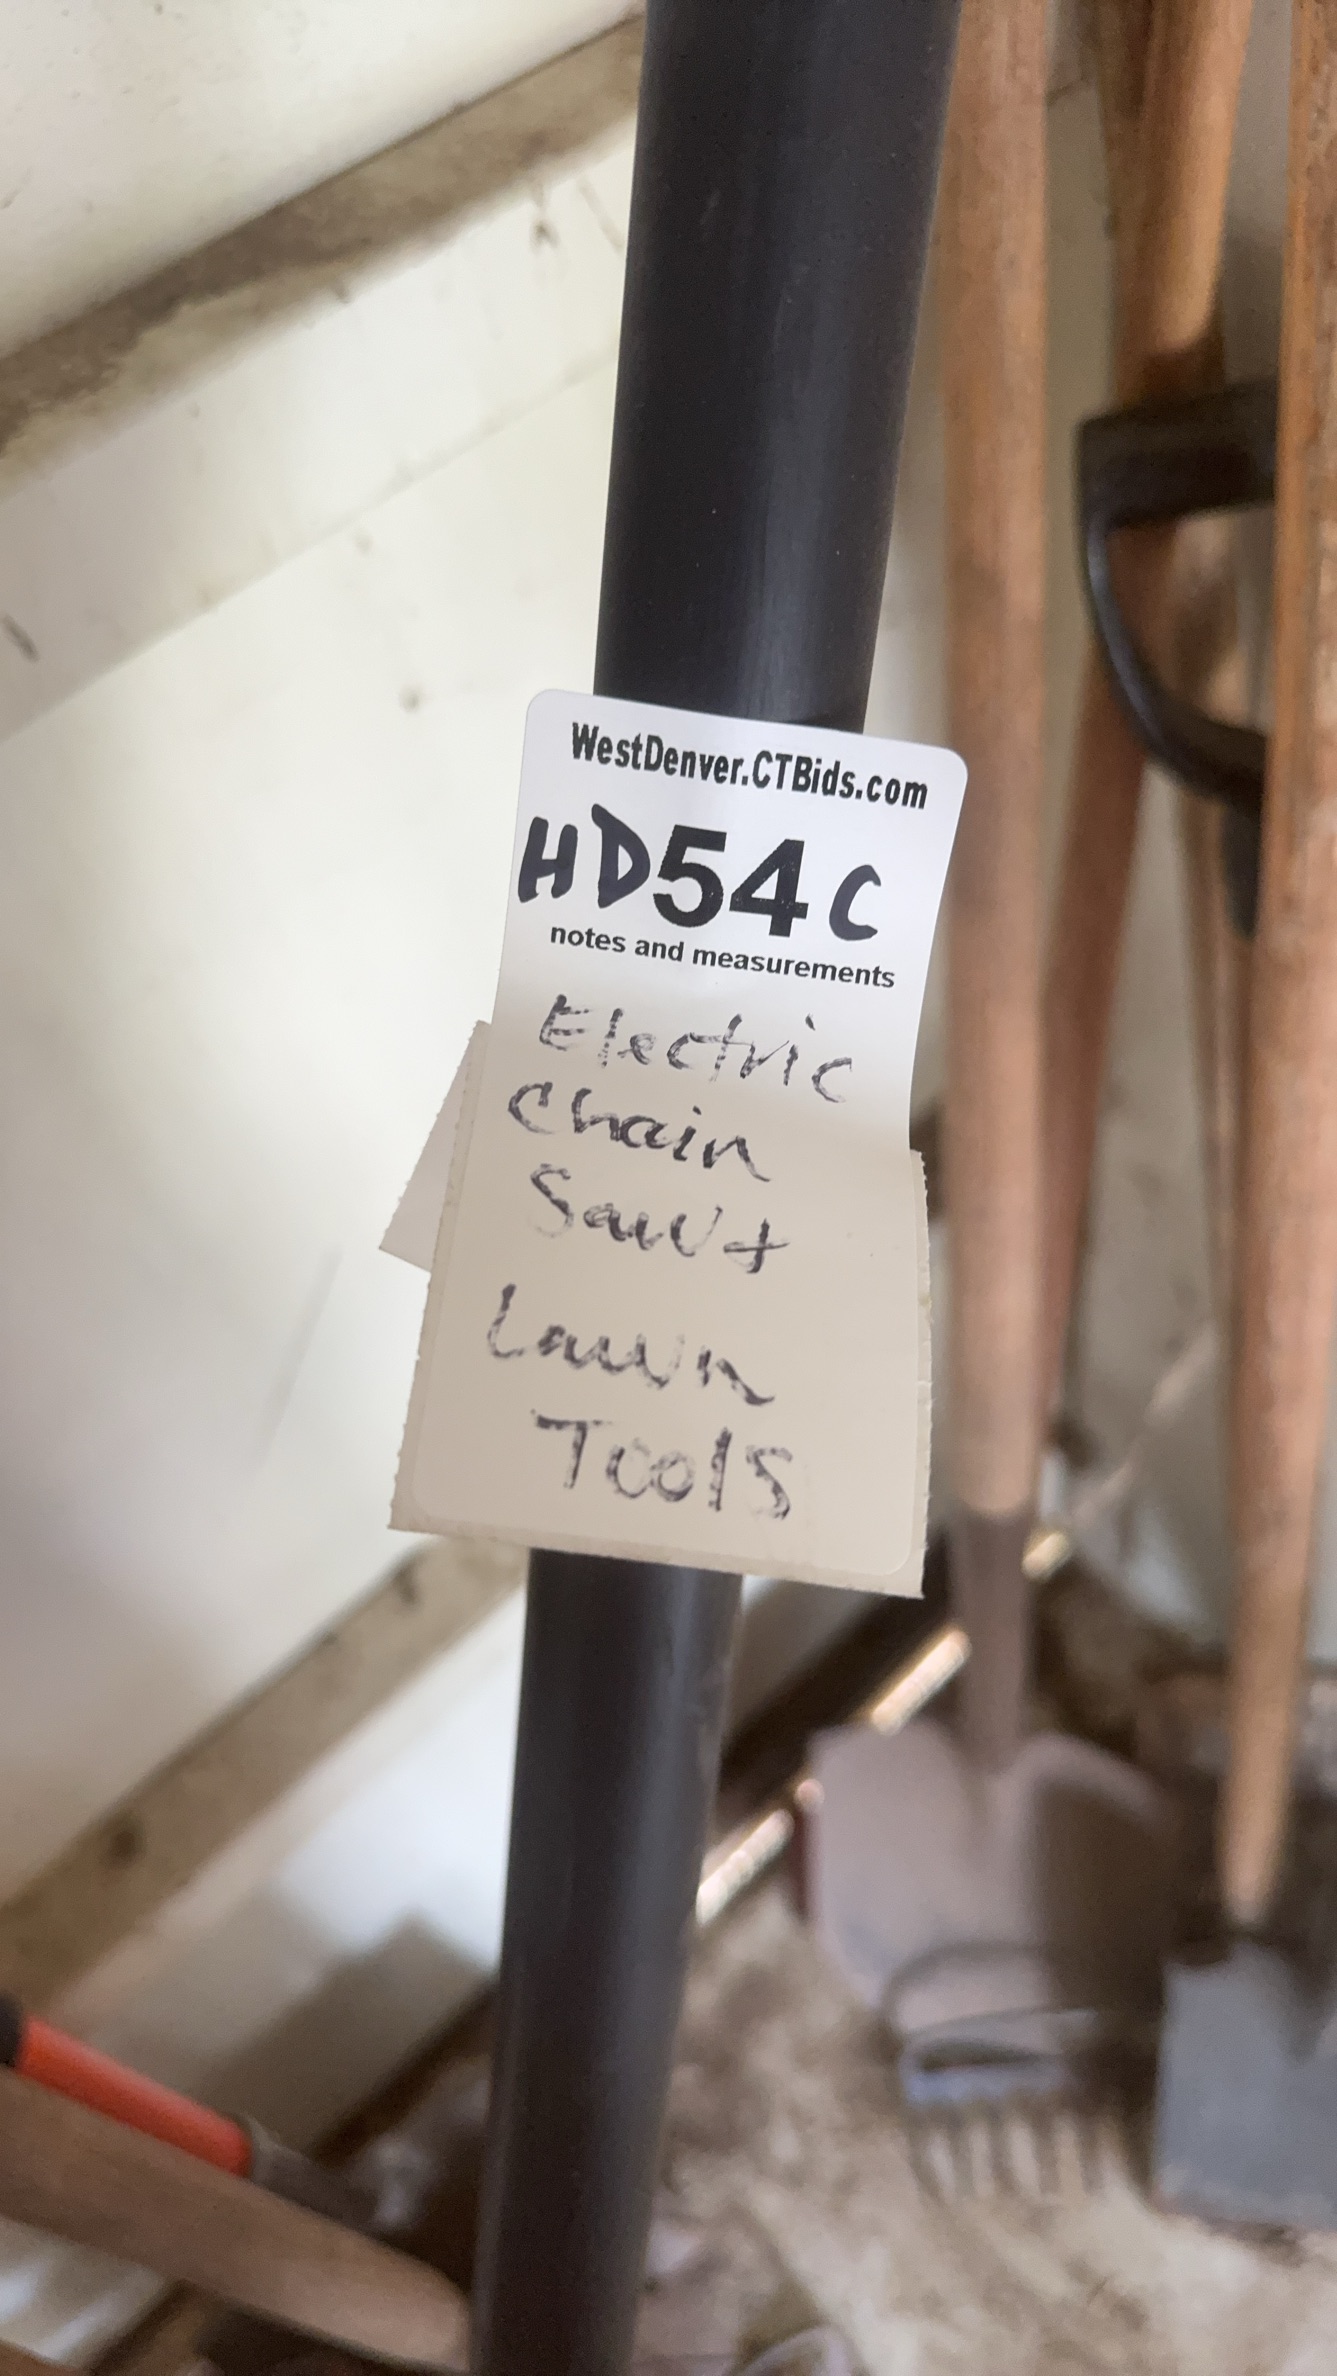 WestDenver.CTBids.com
HD54C
notes and measurements
Electric
Chain
Saw +
Lawn
Tools